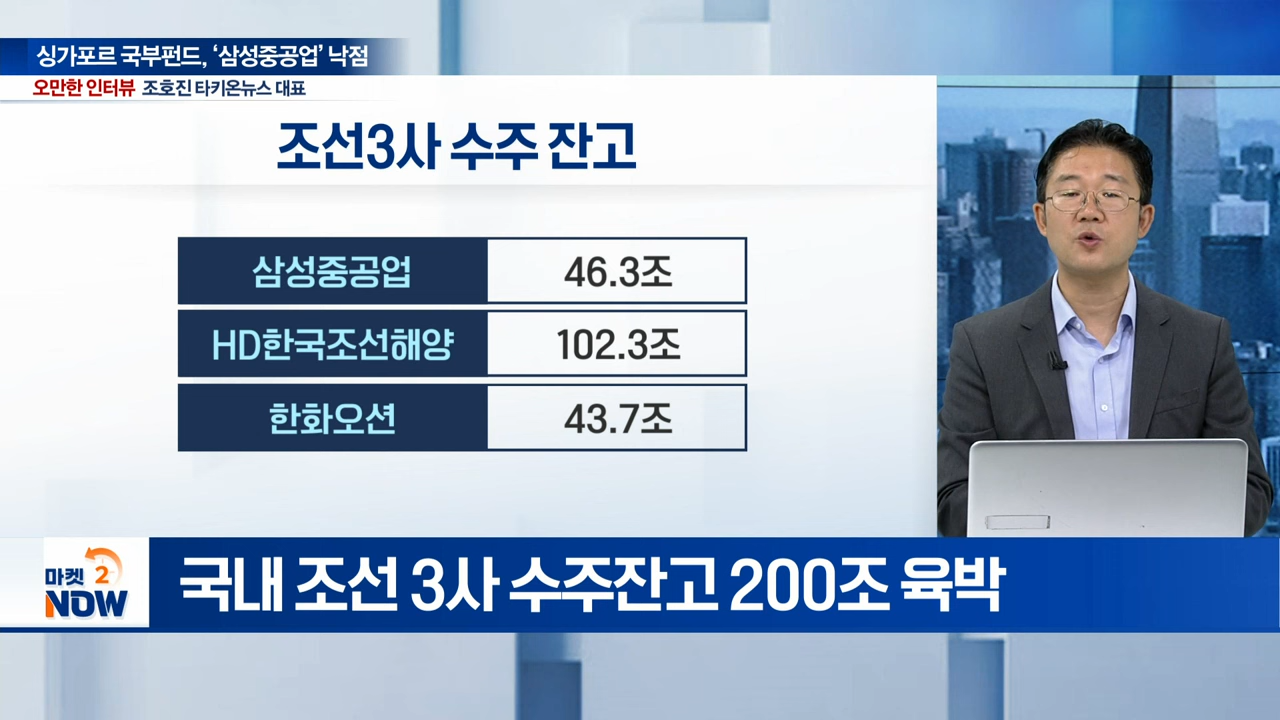 싱가포르 국부펀드, ‘삼성중공업’ 낙점
오만한 인터뷰 조호진 타키온뉴스 대표
조선3사 수주 잔고
삼성중공업 46.3조
HD한국조선해양 102.3조
한화오션 43.7조
마켓 2
NOW
국내 조선 3사 수주잔고 200조 육박